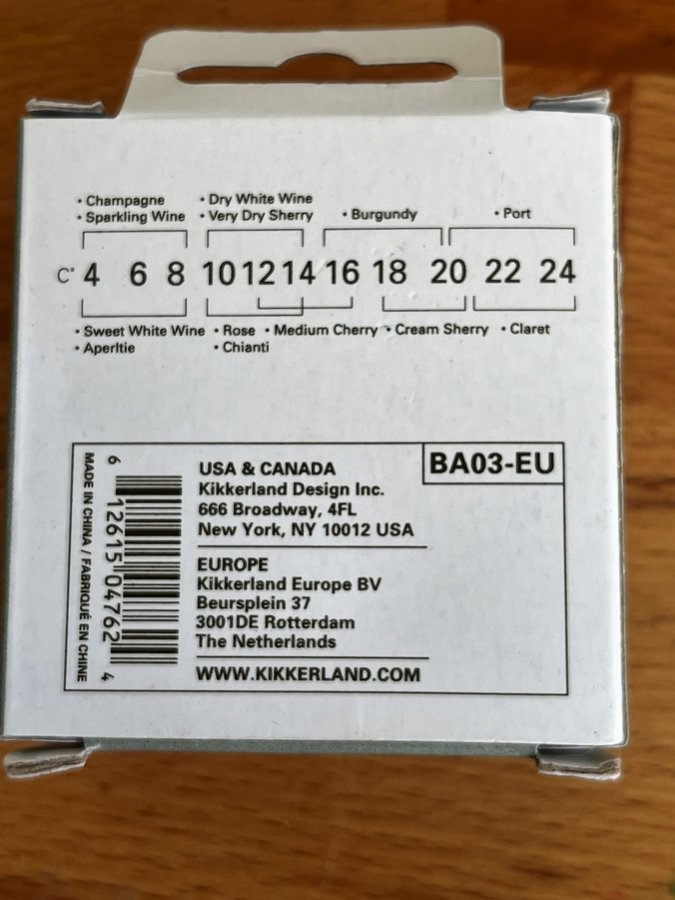 • Champagne
• Sparkling Wine
• Dry White Wine
• Very Dry Sherry
• Burgundy
• Port
C° 4 6 8 10 12 14 16 18 20 22 24
• Sweet White Wine • Rose • Medium Cherry • Cream Sherry • Claret
• Aperltie • Chianti
BA03-EU
USA & CANADA
Kikkerland Design Inc.
666 Broadway, 4FL
New York, NY 10012 USA
EUROPE
Kikkerland Europe BV
Beursplein 37
3001DE Rotterdam
The Netherlands
WWW.KIKKERLAND.COM
6 12615 04762 4
MADE IN CHINA / FABRIQUÉ EN CHINE